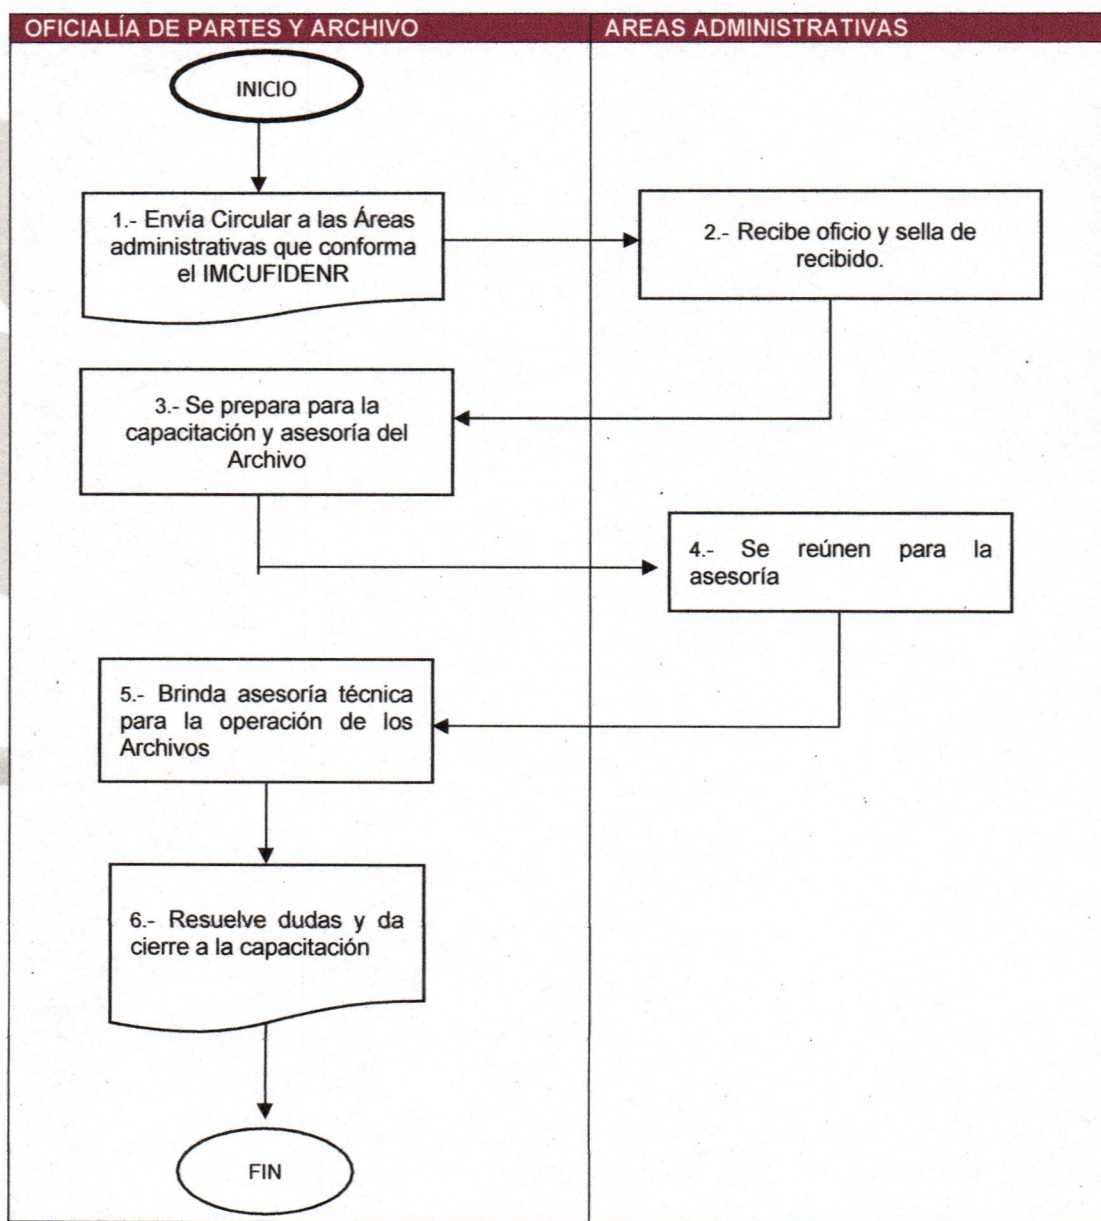 OFICIALÍA DE PARTES Y ARCHIVO
AREAS ADMINISTRATIVAS
INICIO
1.- Envía Circular a las Áreas
administrativas que conforma
el IMCUFIDENR
2.- Recibe oficio y sella de
recibido.
3.- Se prepara para la
capacitación y asesoría del
Archivo
4.- Se reúnen para la
asesoría
5.- Brinda asesoría técnica
para la operación de los
Archivos
6.- Resuelve dudas y da
cierre a la capacitación
FIN